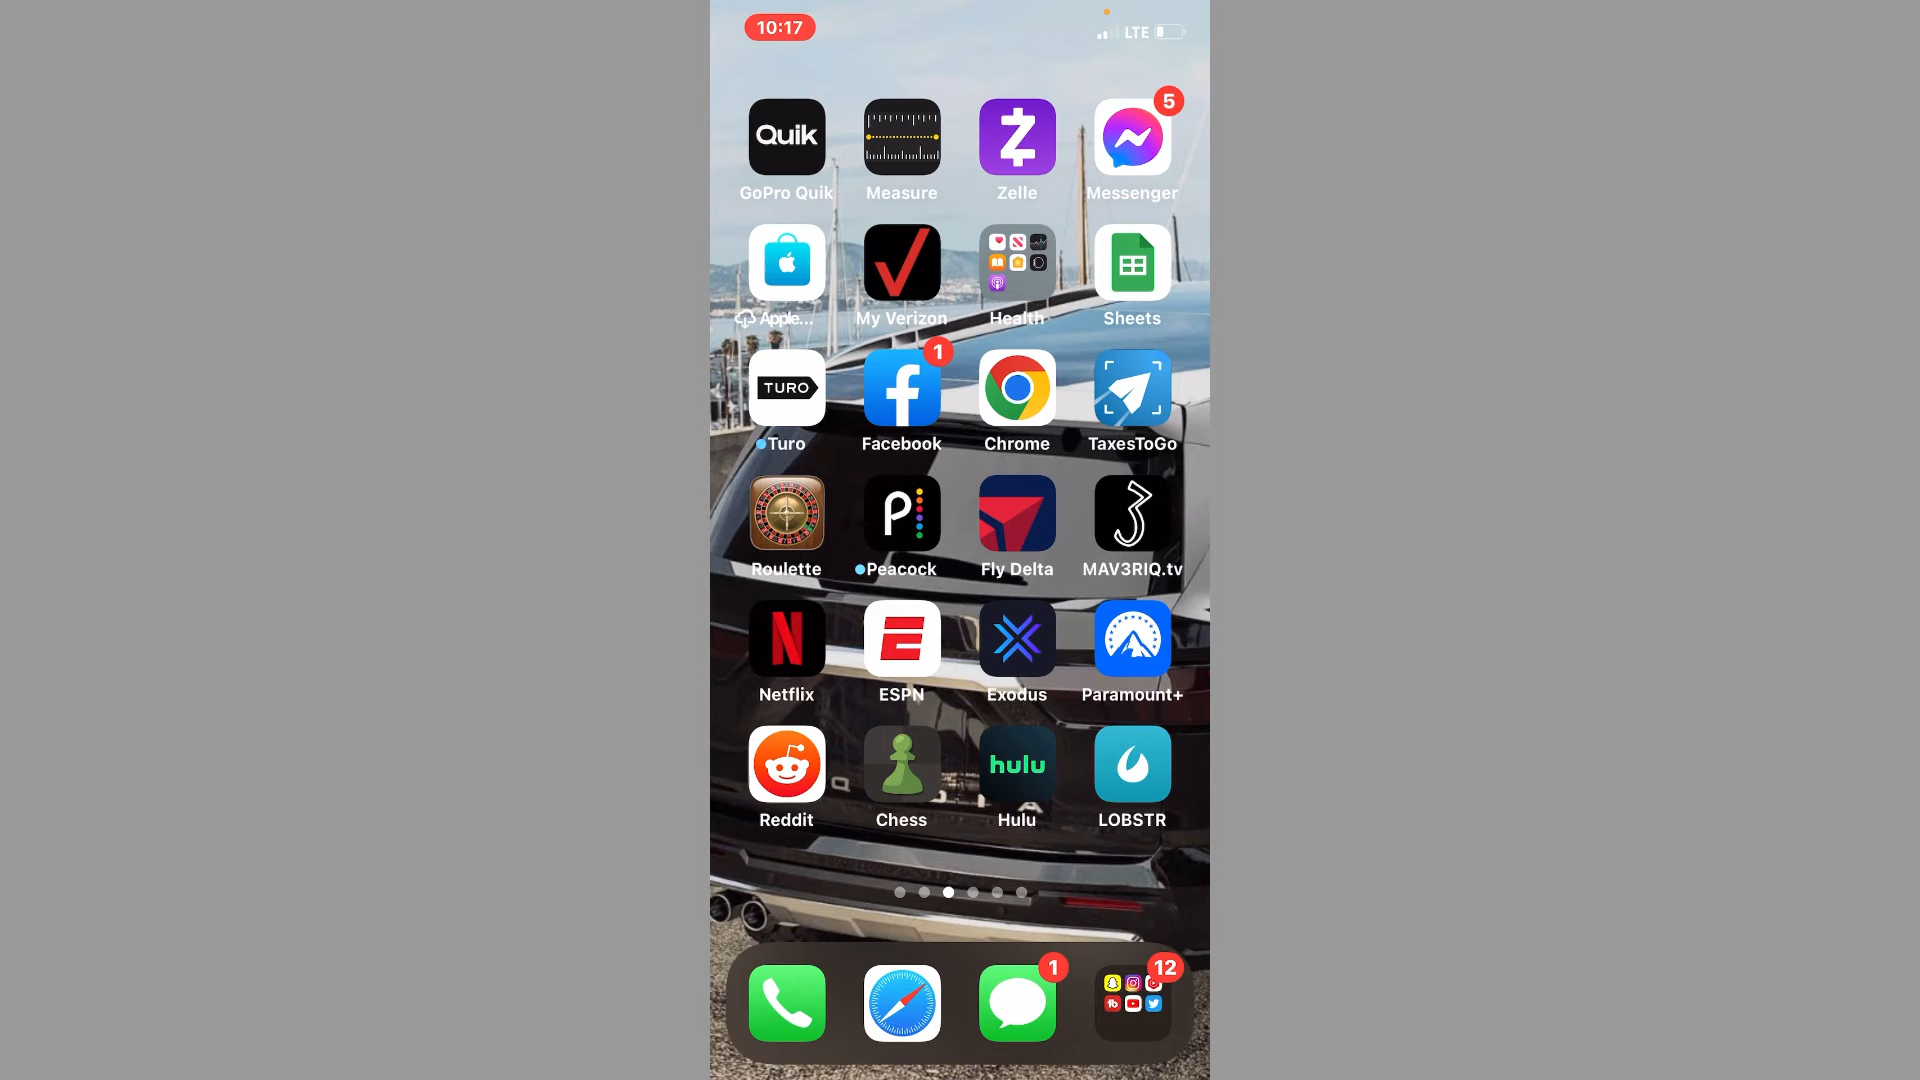 10:17
LTE
Quik
5
GoPro Quik
Measure
Zelle
Messenger
Apple...
My Verizon
Health
Sheets
TURO
1
Turo
Facebook
Chrome
TaxesToGo
Roulette
Peacock
Fly Delta
MAV3RIQ.tv
Netflix
ESPN
Exodus
Paramount+
hulu
Reddit
Chess
Hulu
LOBSTR
1
12